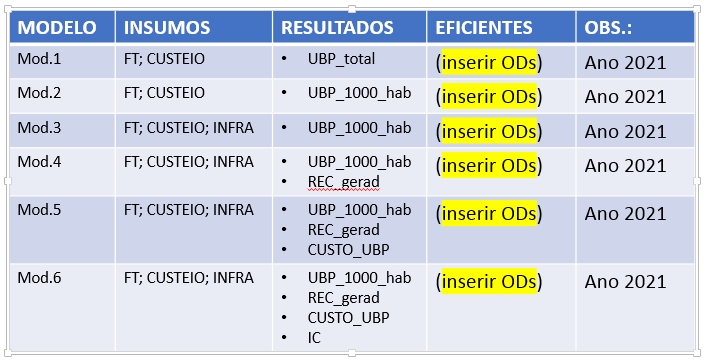 MODELO INSUMOS RESULTADOS EFICIENTES OBS.:
Mod.1 FT; CUSTEIO • UBP_total (inserir ODs) Ano 2021
Mod.2 FT; CUSTEIO • UBP_1000_hab (inserir ODs) Ano 2021
Mod.3 FT; CUSTEIO; INFRA • UBP_1000_hab (inserir ODs) Ano 2021
Mod.4 FT; CUSTEIO; INFRA • UBP_1000_hab (inserir ODs) Ano 2021
• REC_gerad
Mod.5 FT; CUSTEIO; INFRA • UBP_1000_hab (inserir ODs) Ano 2021
• REC_gerad
• CUSTO_UBP
Mod.6 FT; CUSTEIO; INFRA • UBP_1000_hab (inserir ODs) Ano 2021
• REC_gerad
• CUSTO_UBP
• IC